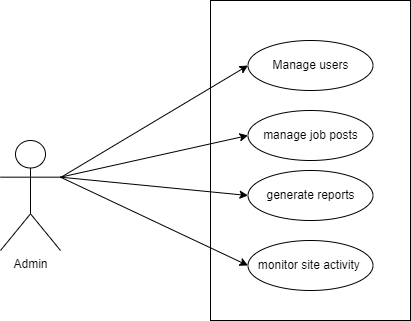 Manage users
manage job posts
generate reports
monitor site activity
Admin